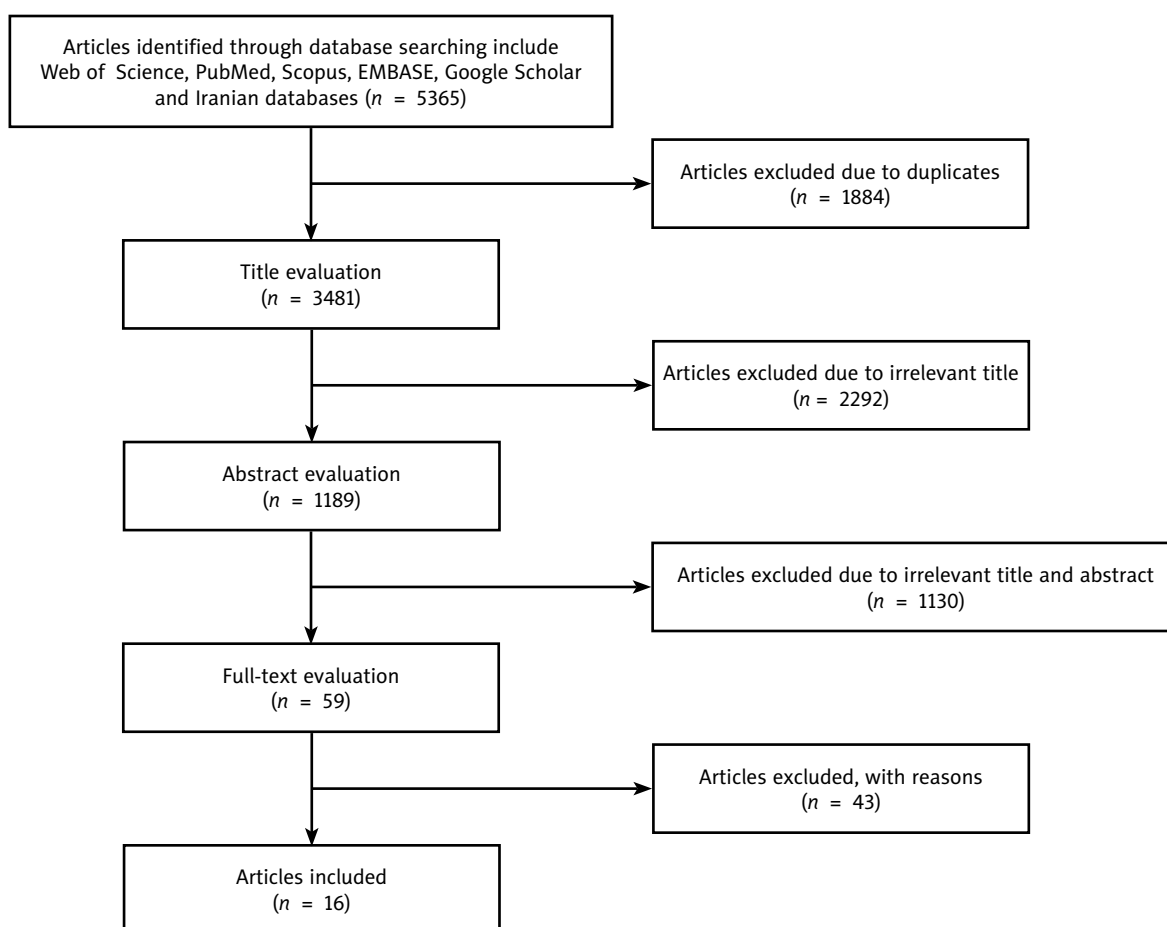 Articles identified through database searching include
Web of Science, PubMed, Scopus, EMBASE, Google Scholar
and Iranian databases (n = 5365)
Articles excluded due to duplicates
(n = 1884)
Title evaluation
(n = 3481)
Articles excluded due to irrelevant title
(n = 2292)
Abstract evaluation
(n = 1189)
Articles excluded due to irrelevant title and abstract
(n = 1130)
Full-text evaluation
(n = 59)
Articles excluded, with reasons
(n = 43)
Articles included
(n = 16)